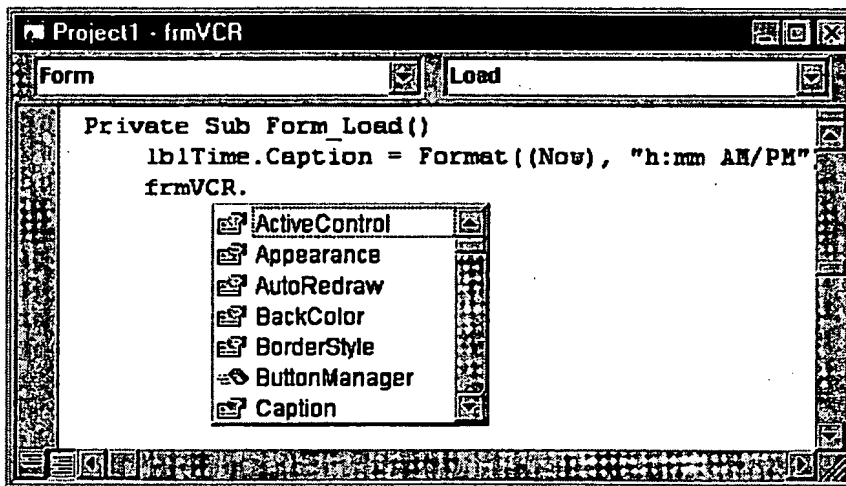 Project1 - frmVCR
Form
Load
Private Sub Form_Load()
lblTime.Caption = Format((Now), "h:mm AM/PM"
frmVCR.
ActiveControl
Appearance
AutoRedraw
BackColor
BorderStyle
ButtonManager
Caption